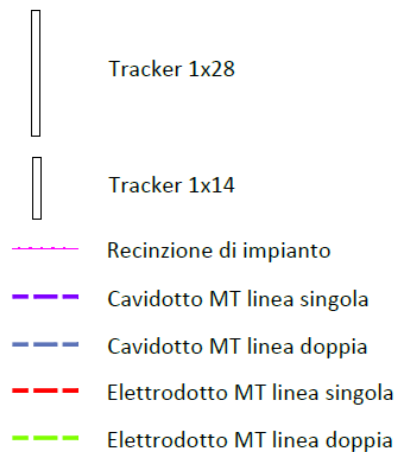 Tracker 1x28
Tracker 1x14
Recinzione di impianto
Cavidotto MT linea singola
Cavidotto MT linea doppia
Elettrodotto MT linea singola
Elettrodotto MT linea doppia